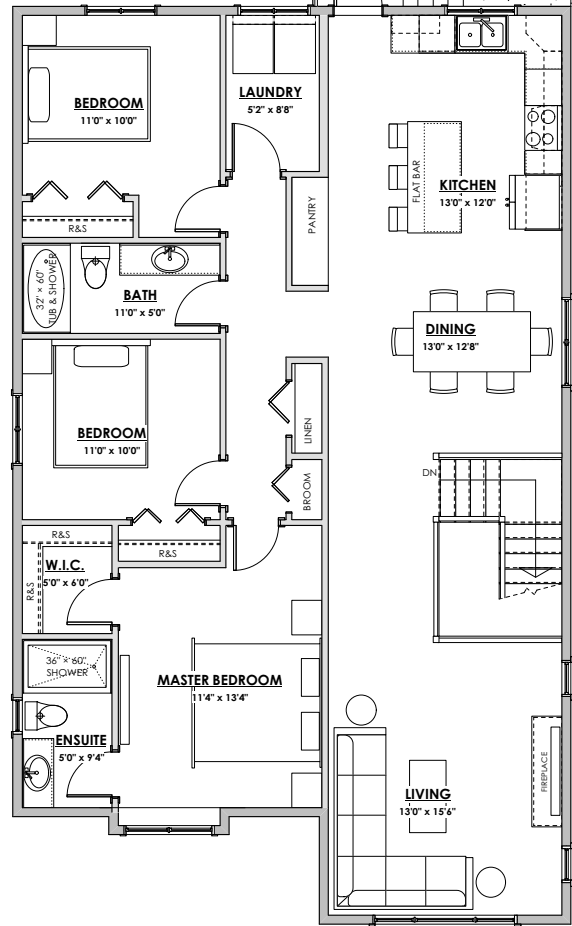 BEDROOM
11'0" x 10'0"
LAUNDRY
5'2" x 8'8"
FLAT BAR
KITCHEN
13'0" x 12'0"
PANTRY
R&S
32" × 60"
TUB & SHOWER
BATH
11'0" x 5'0"
DINING
13'0" x 12'8"
BEDROOM
11'0" x 10'0"
LINEN
BROOM
DN
R&S
R&S
R&S
W.I.C.
5'0" x 6'0"
36" × 60"
SHOWER
MASTER BEDROOM
11'4" x 13'4"
ENSUITE
5'0" x 9'4"
FIREPLACE
LIVING
13'0" x 15'6"